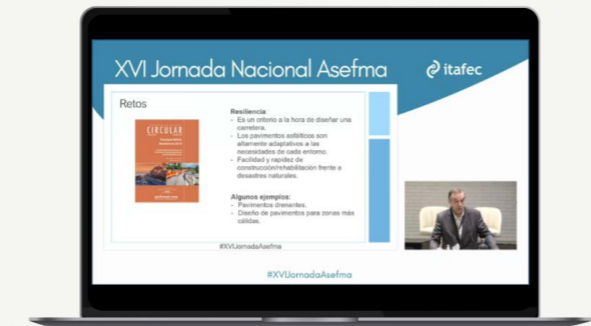 XVI Jornada Nacional Asefma
itafec
Retos
CIRCULAR
Resiliencia:
- Es un criterio a la hora de diseñar una
carretera.
- Los pavimentos asfálticos son
altamente adaptativos a las
necesidades de cada entorno.
- Facilidad y rapidez de
construcción/rehabilitación frente a
desastres naturales.
Algunos ejemplos:
- Pavimentos drenantes.
- Diseño de pavimentos para zonas más
cálidas.
#XVIJornadaAsefma
#XVIJornadaAsefma